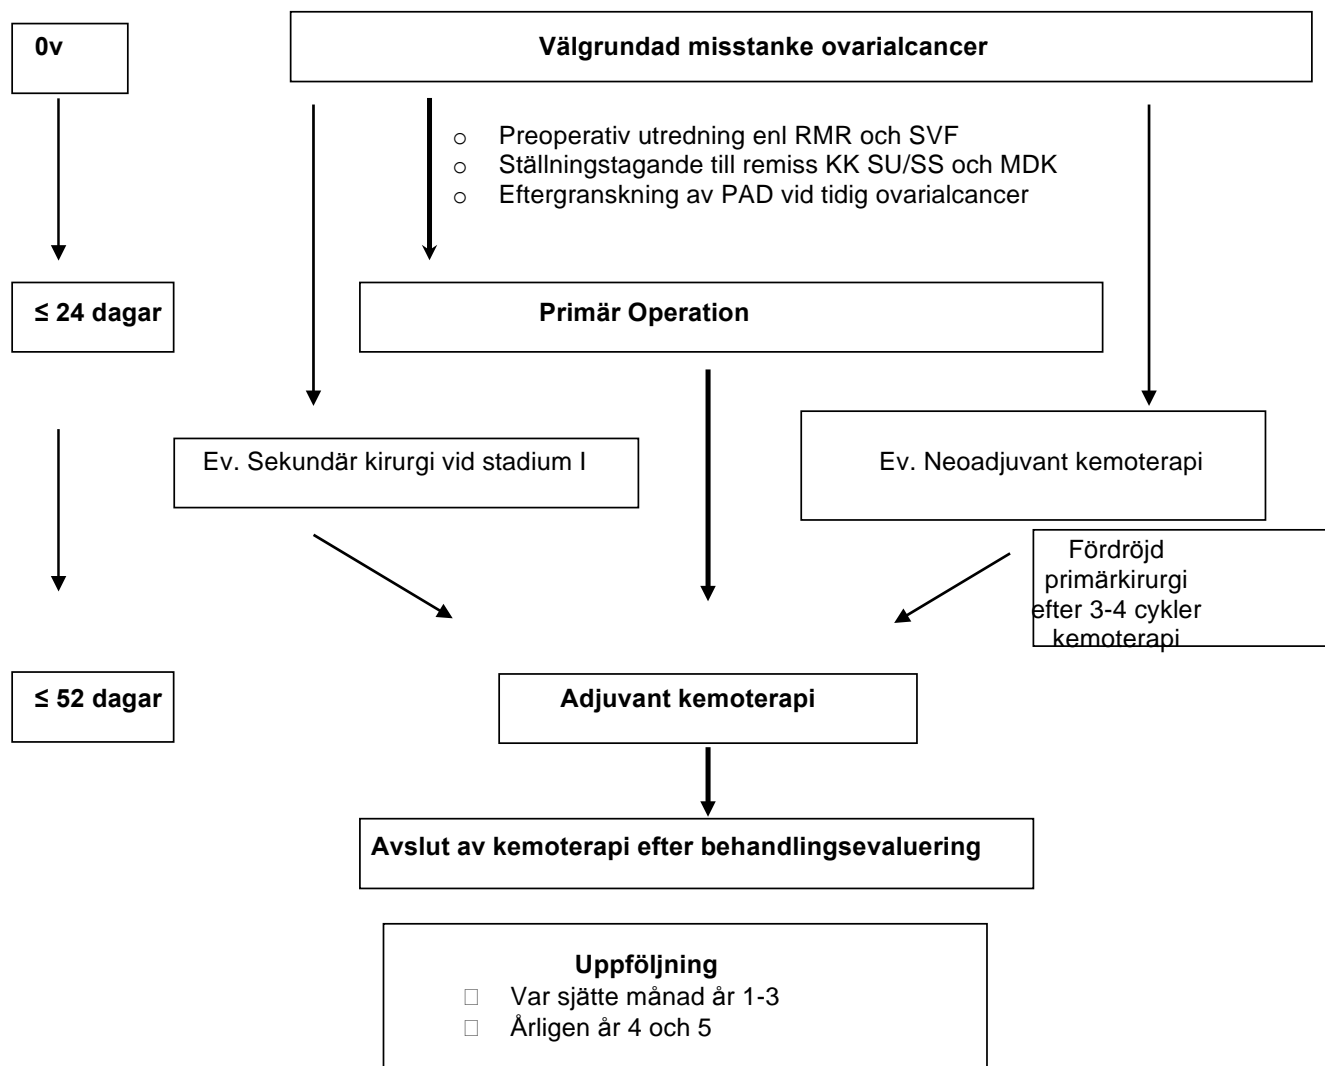 0v
Välgrundad misstanke ovarialcancer
o Preoperativ utredning enl RMR och SVF
o Ställningstagande till remiss KK SU/SS och MDK
o Eftergranskning av PAD vid tidig ovarialcancer
≤ 24 dagar
Primär Operation
Ev. Sekundär kirurgi vid stadium I
Ev. Neoadjuvant kemoterapi
Fördröjd
primärkirurgi
efter 3-4 cykler
kemoterapi
≤ 52 dagar
Adjuvant kemoterapi
Avslut av kemoterapi efter behandlingsevaluering
Uppföljning
Var sjätte månad år 1-3
Årligen år 4 och 5